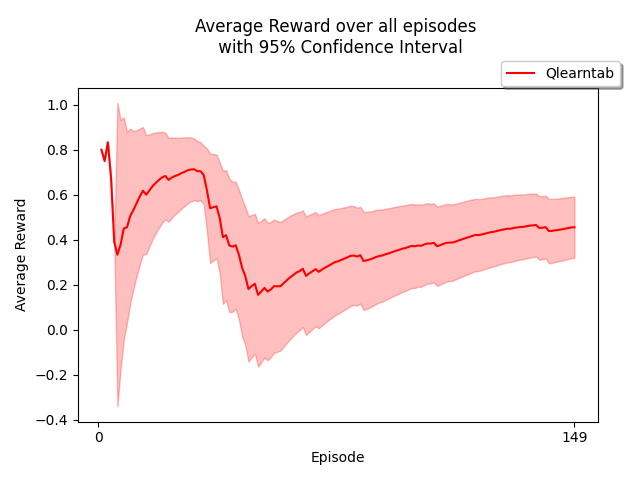 Average Reward over all episodes
with 95% Confidence Interval
Qlearntab
1.0
0.8
0.6
0.4
0.2
0.0
−0.2
−0.4
Average Reward
0
149
Episode